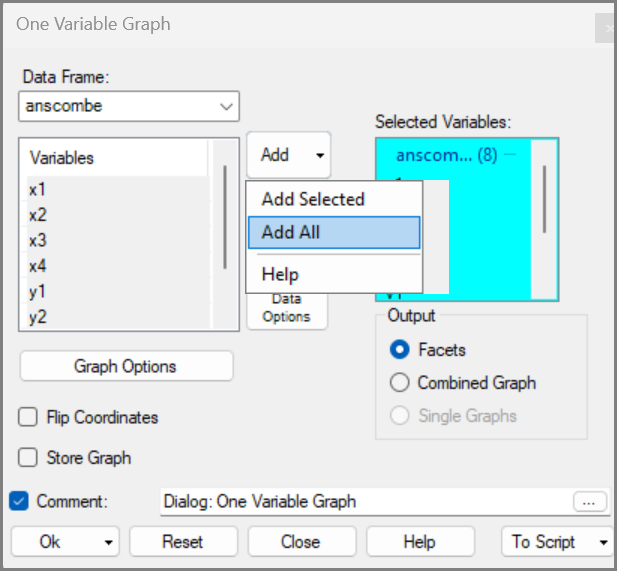 One Variable Graph
Data Frame:
anscombe
Variables
x1
x2
x3
x4
y1
y2
Add
Add Selected
Add All
Help
Data
Options
Selected Variables:
anscom... (8)
Output
Facets
Combined Graph
Single Graphs
Graph Options
Flip Coordinates
Store Graph
Comment:
Dialog: One Variable Graph
...
Ok
Reset
Close
Help
To Script